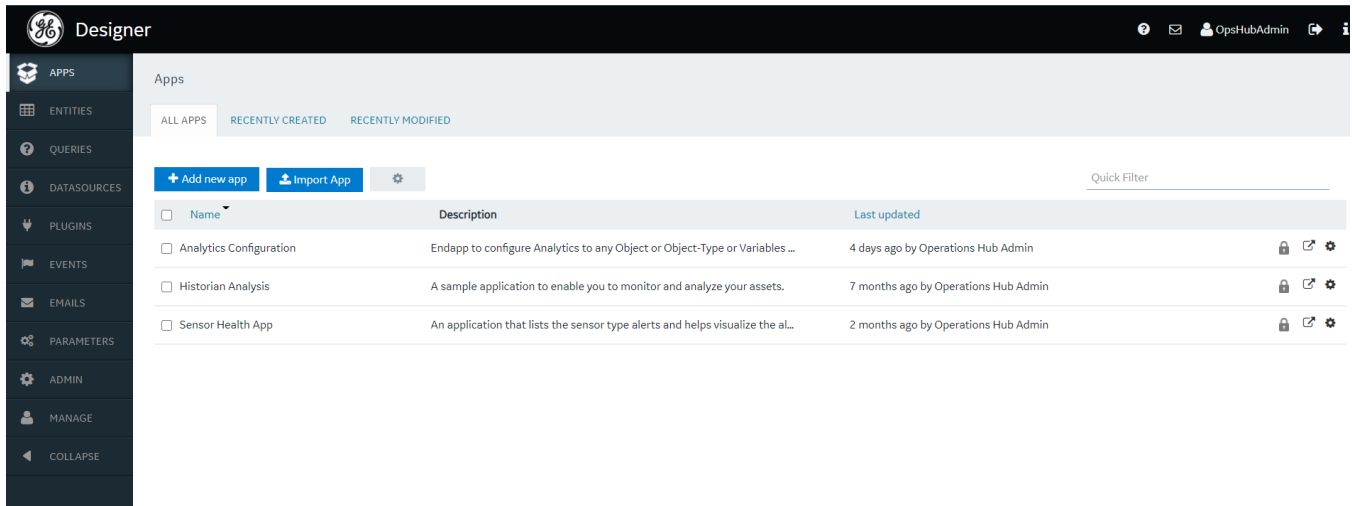 Designer
OpsHubAdmin
APPS
ENTITIES
QUERIES
DATASOURCES
PLUGINS
EVENTS
EMAILS
PARAMETERS
ADMIN
MANAGE
COLLAPSE
Apps
ALL APPS RECENTLY CREATED RECENTLY MODIFIED
Add new app Import App Quick Filter
Name Description Last updated
Analytics Configuration Endapp to configure Analytics to any Object or Object-Type or Variables ... 4 days ago by Operations Hub Admin
Historian Analysis A sample application to enable you to monitor and analyze your assets. 7 months ago by Operations Hub Admin
Sensor Health App An application that lists the sensor type alerts and helps visualize the al... 2 months ago by Operations Hub Admin